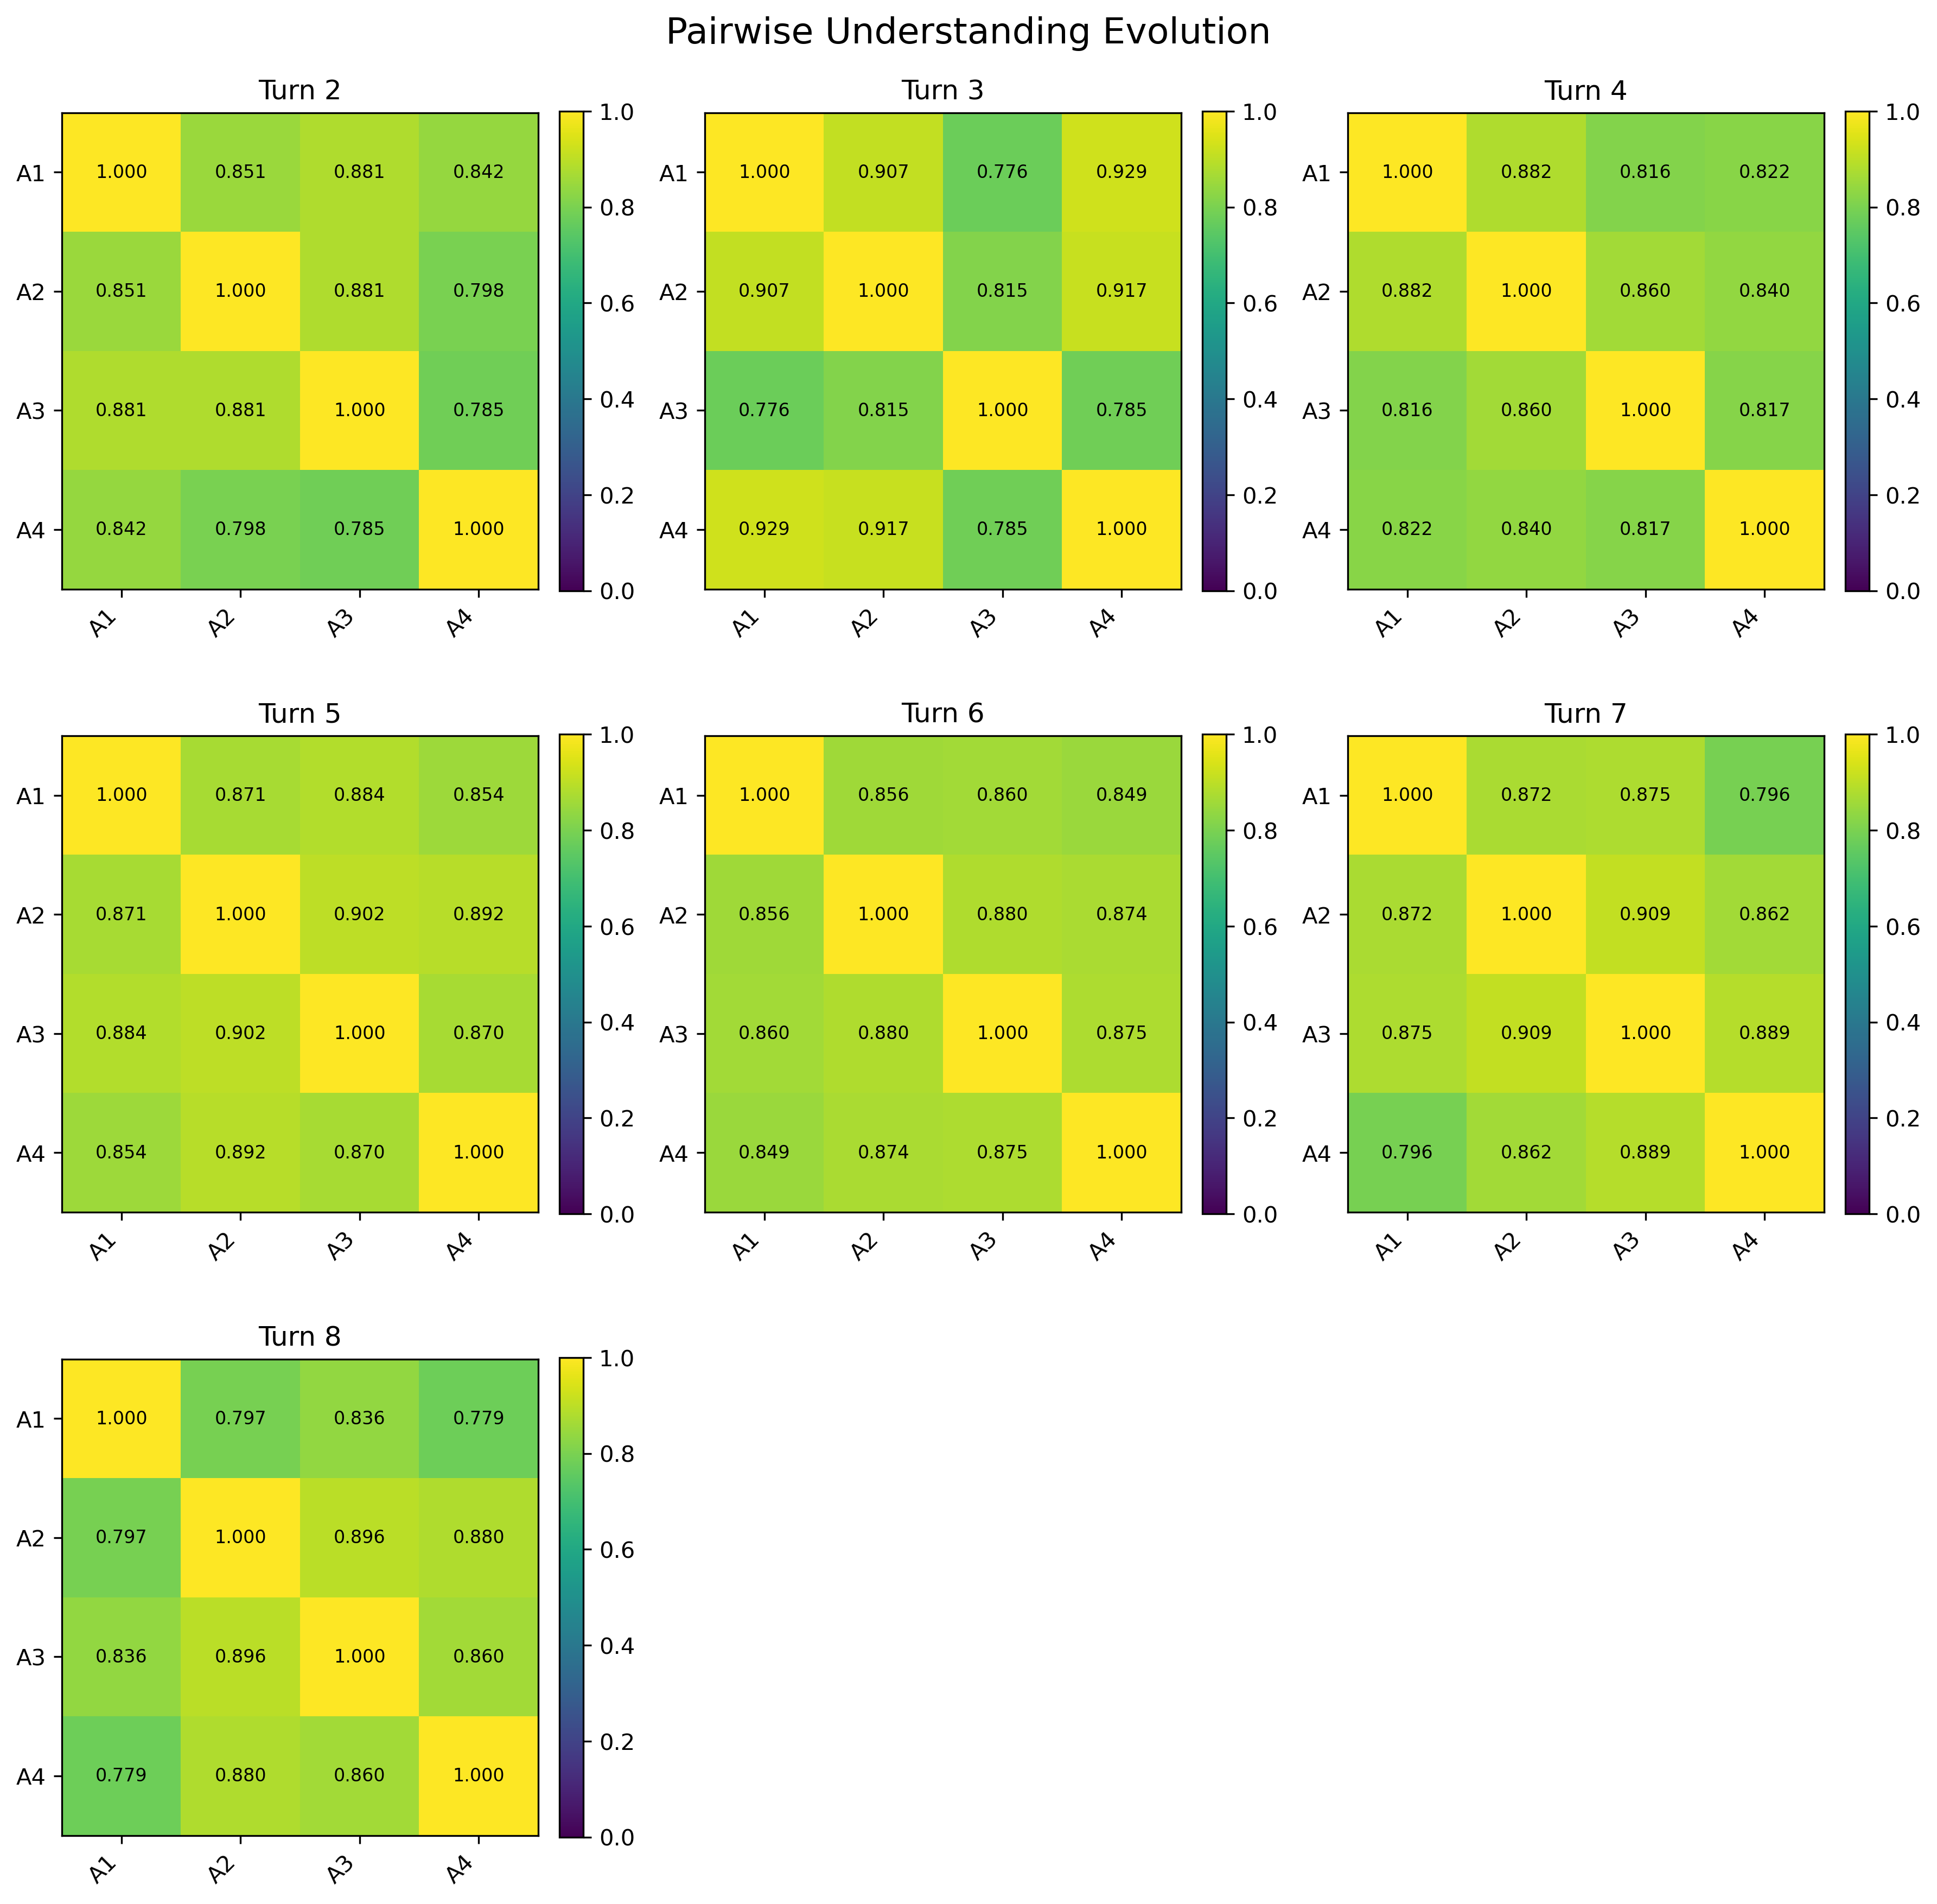 Pairwise Understanding Evolution
Turn 2
A1 1.000 0.851 0.881 0.842
A2 0.851 1.000 0.881 0.798
A3 0.881 0.881 1.000 0.785
A4 0.842 0.798 0.785 1.000
A1 A2 A3 A4
1.0
0.8
0.6
0.4
0.2
0.0
Turn 3
A1 1.000 0.907 0.776 0.929
A2 0.907 1.000 0.815 0.917
A3 0.776 0.815 1.000 0.785
A4 0.929 0.917 0.785 1.000
A1 A2 A3 A4
1.0
0.8
0.6
0.4
0.2
0.0
Turn 4
A1 1.000 0.882 0.816 0.822
A2 0.882 1.000 0.860 0.840
A3 0.816 0.860 1.000 0.817
A4 0.822 0.840 0.817 1.000
A1 A2 A3 A4
1.0
0.8
0.6
0.4
0.2
0.0
Turn 5
A1 1.000 0.871 0.884 0.854
A2 0.871 1.000 0.902 0.892
A3 0.884 0.902 1.000 0.870
A4 0.854 0.892 0.870 1.000
A1 A2 A3 A4
1.0
0.8
0.6
0.4
0.2
0.0
Turn 6
A1 1.000 0.856 0.860 0.849
A2 0.856 1.000 0.880 0.874
A3 0.860 0.880 1.000 0.875
A4 0.849 0.874 0.875 1.000
A1 A2 A3 A4
1.0
0.8
0.6
0.4
0.2
0.0
Turn 7
A1 1.000 0.872 0.875 0.796
A2 0.872 1.000 0.909 0.862
A3 0.875 0.909 1.000 0.889
A4 0.796 0.862 0.889 1.000
A1 A2 A3 A4
1.0
0.8
0.6
0.4
0.2
0.0
Turn 8
A1 1.000 0.797 0.836 0.779
A2 0.797 1.000 0.896 0.880
A3 0.836 0.896 1.000 0.860
A4 0.779 0.880 0.860 1.000
A1 A2 A3 A4
1.0
0.8
0.6
0.4
0.2
0.0